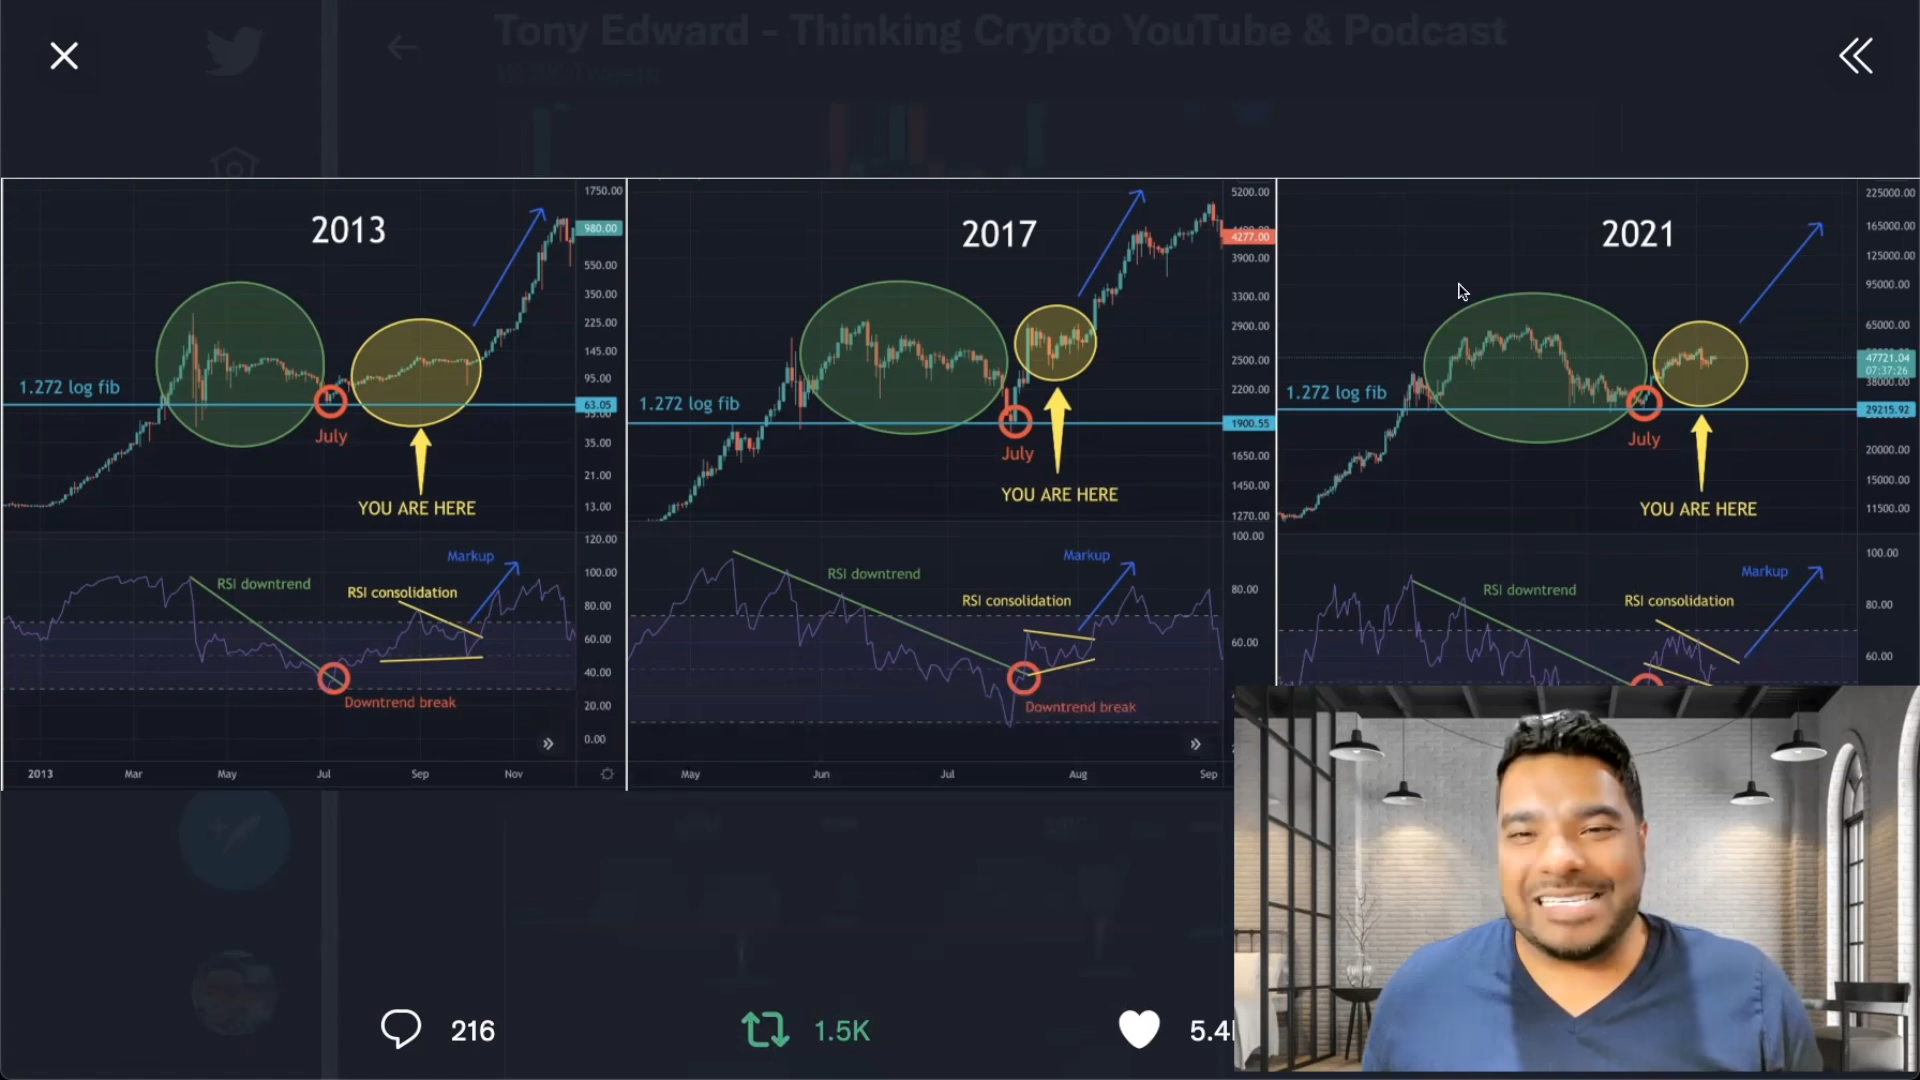 Tony Edward - Thinking Crypto YouTube & Podcast
2013
1.272 log fib
July
YOU ARE HERE
1750.00
980.00
550.00
350.00
225.00
145.00
95.00
63.05
35.00
21.00
13.00
Markup
RSI downtrend
RSI consolidation
Downtrend break
120.00
100.00
80.00
60.00
40.00
20.00
0.00
2013 Mar May Jul Sep Nov
2017
1.272 log fib
July
YOU ARE HERE
5200.00
4277.00
3900.00
3300.00
2900.00
2500.00
2200.00
1900.55
1650.00
1450.00
1270.00
Markup
RSI downtrend
RSI consolidation
Downtrend break
100.00
80.00
60.00
May Jun Jul Aug Sep
2021
1.272 log fib
July
YOU ARE HERE
225000.00
165000.00
125000.00
95000.00
65000.00
47721.04
07:37:26
38000.00
29215.92
20000.00
15000.00
11500.00
Markup
RSI downtrend
RSI consolidation
100.00
80.00
60.00
216 1.5K